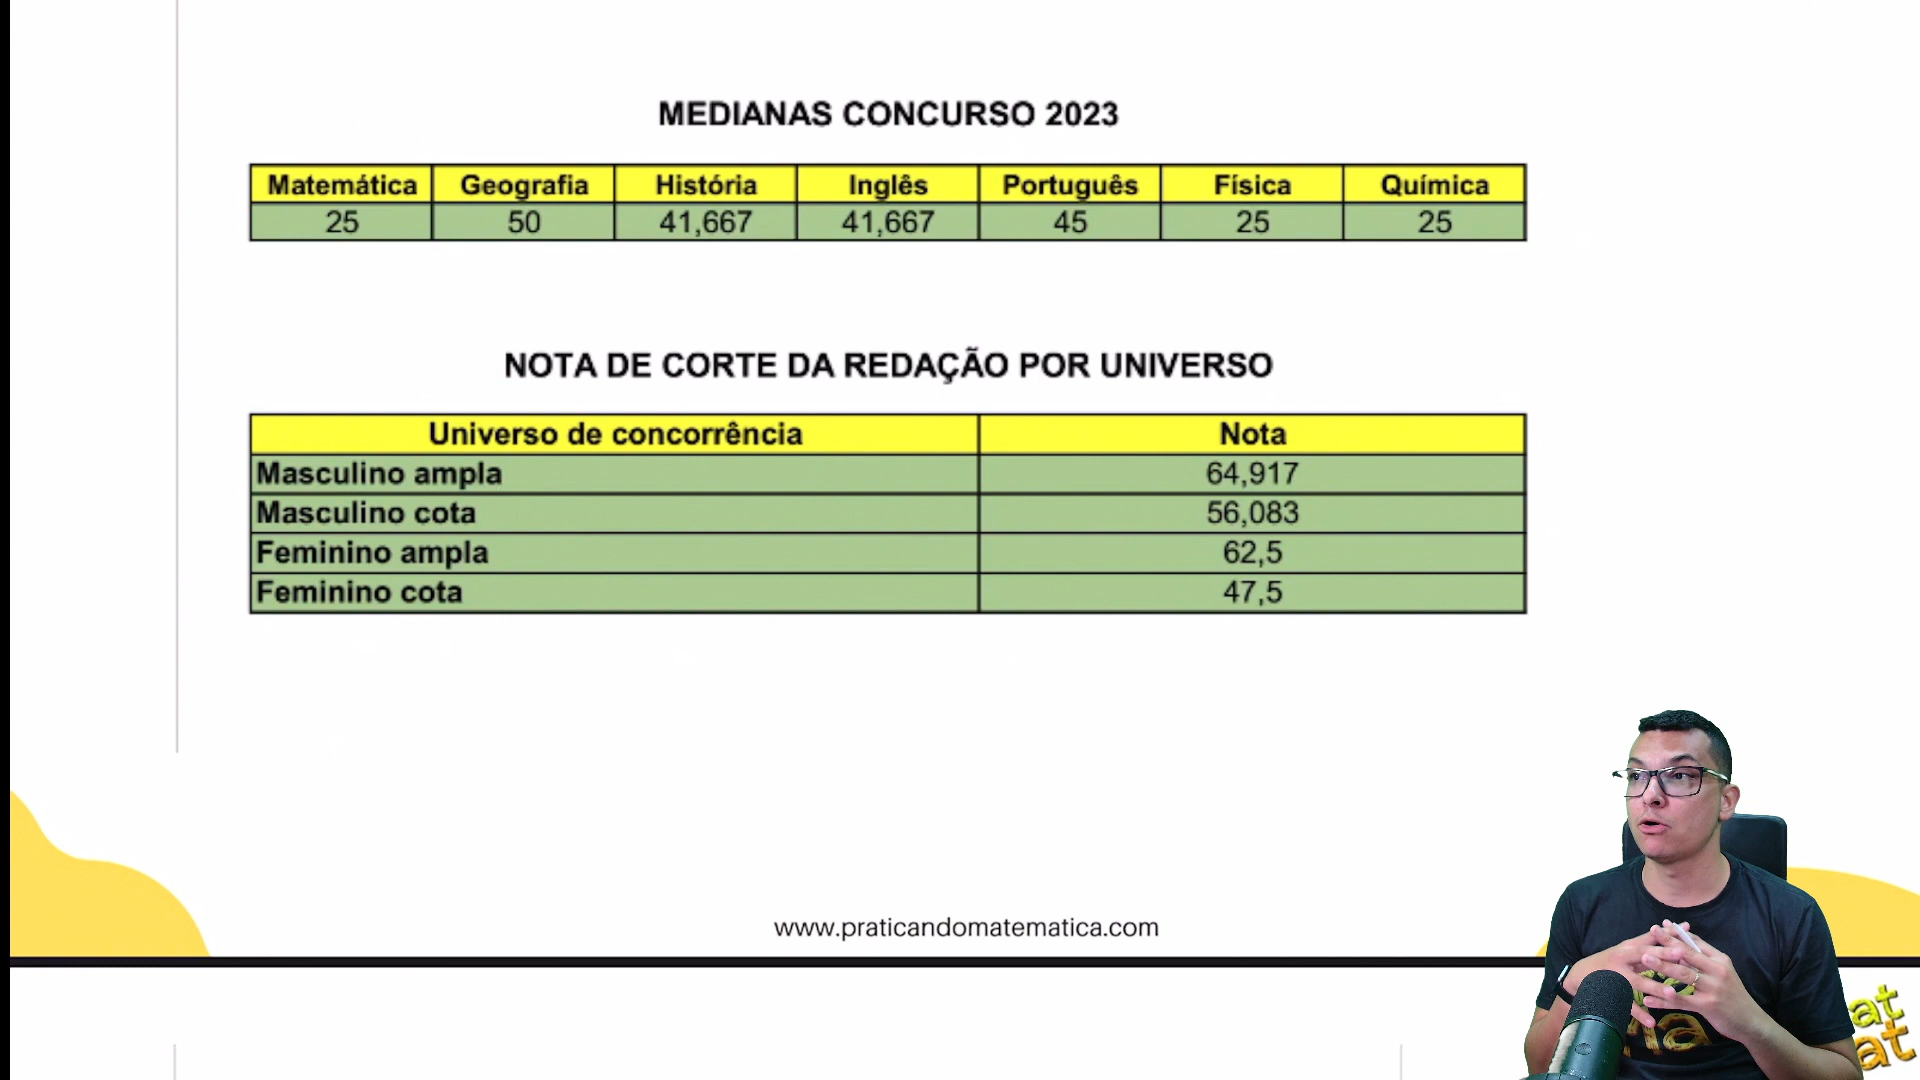 MEDIANAS CONCURSO 2023
Matemática Geografia História Inglês Português Física Química
25 50 41,667 41,667 45 25 25
NOTA DE CORTE DA REDAÇÃO POR UNIVERSO
Universo de concorrência Nota
Masculino ampla 64,917
Masculino cota 56,083
Feminino ampla 62,5
Feminino cota 47,5
www.praticandomatematica.com
at
at